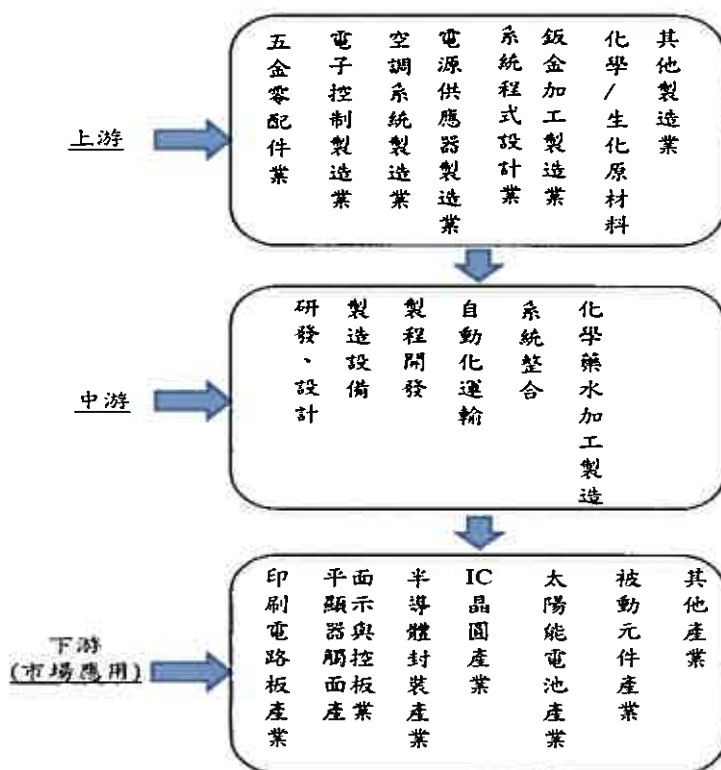 上游
五金零配件業
電子控制製造業
空調系統製造業
電源供應器製造業
系統程式設計業
鈑金加工製造業
化學/生化原材料
其他製造業
中游
研發、設計
製造設備
製程開發
自動化運輸
系統整合
化學藥水加工製造
下游
(市場應用)
印刷電路板產業
平面顯示器與觸控面板產業
半導體封裝產業
IC晶圓產業
太陽能電池產業
被動元件產業
其他產業